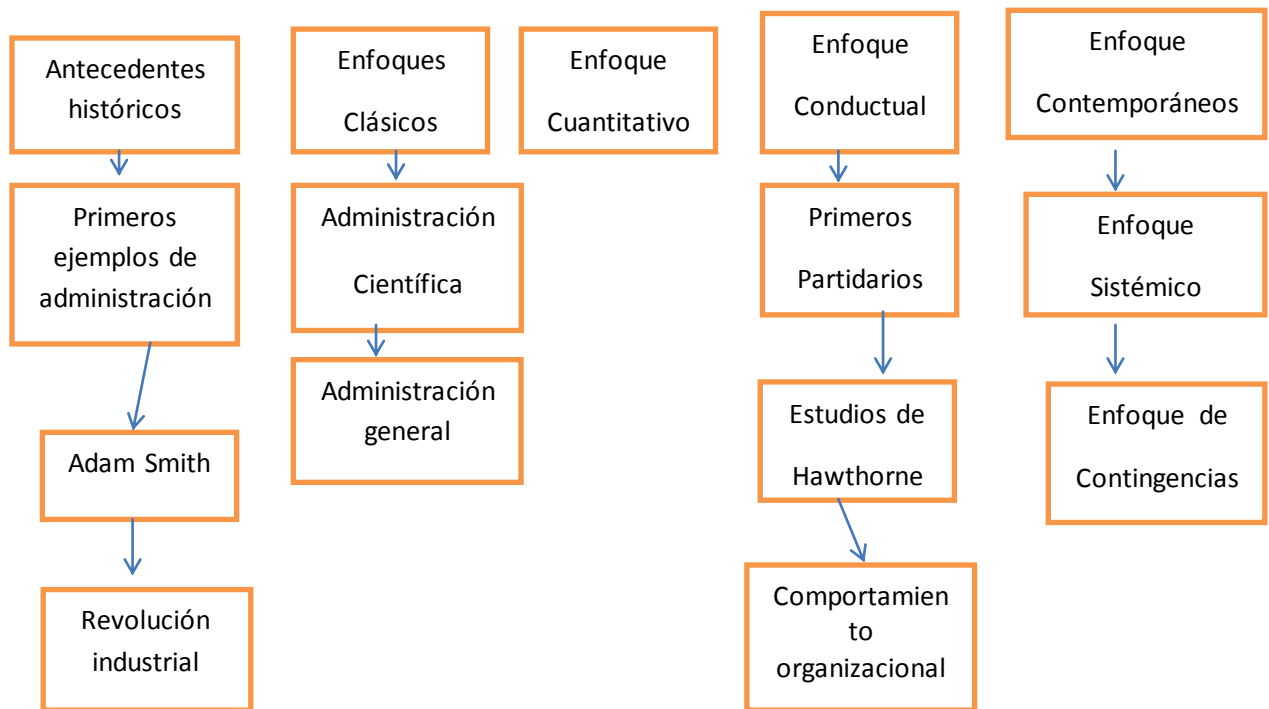 Antecedentes
históricos
Primeros
ejemplos de
administración
Adam Smith
Revolución
industrial
Enfoques
Clásicos
Administración
Científica
Administración
general
Enfoque
Cuantitativo
Enfoque
Conductual
Primeros
Partidarios
Estudios de
Hawthorne
Comportamien
to
organizacional
Enfoque
Contemporáneos
Enfoque
Sistémico
Enfoque de
Contingencias